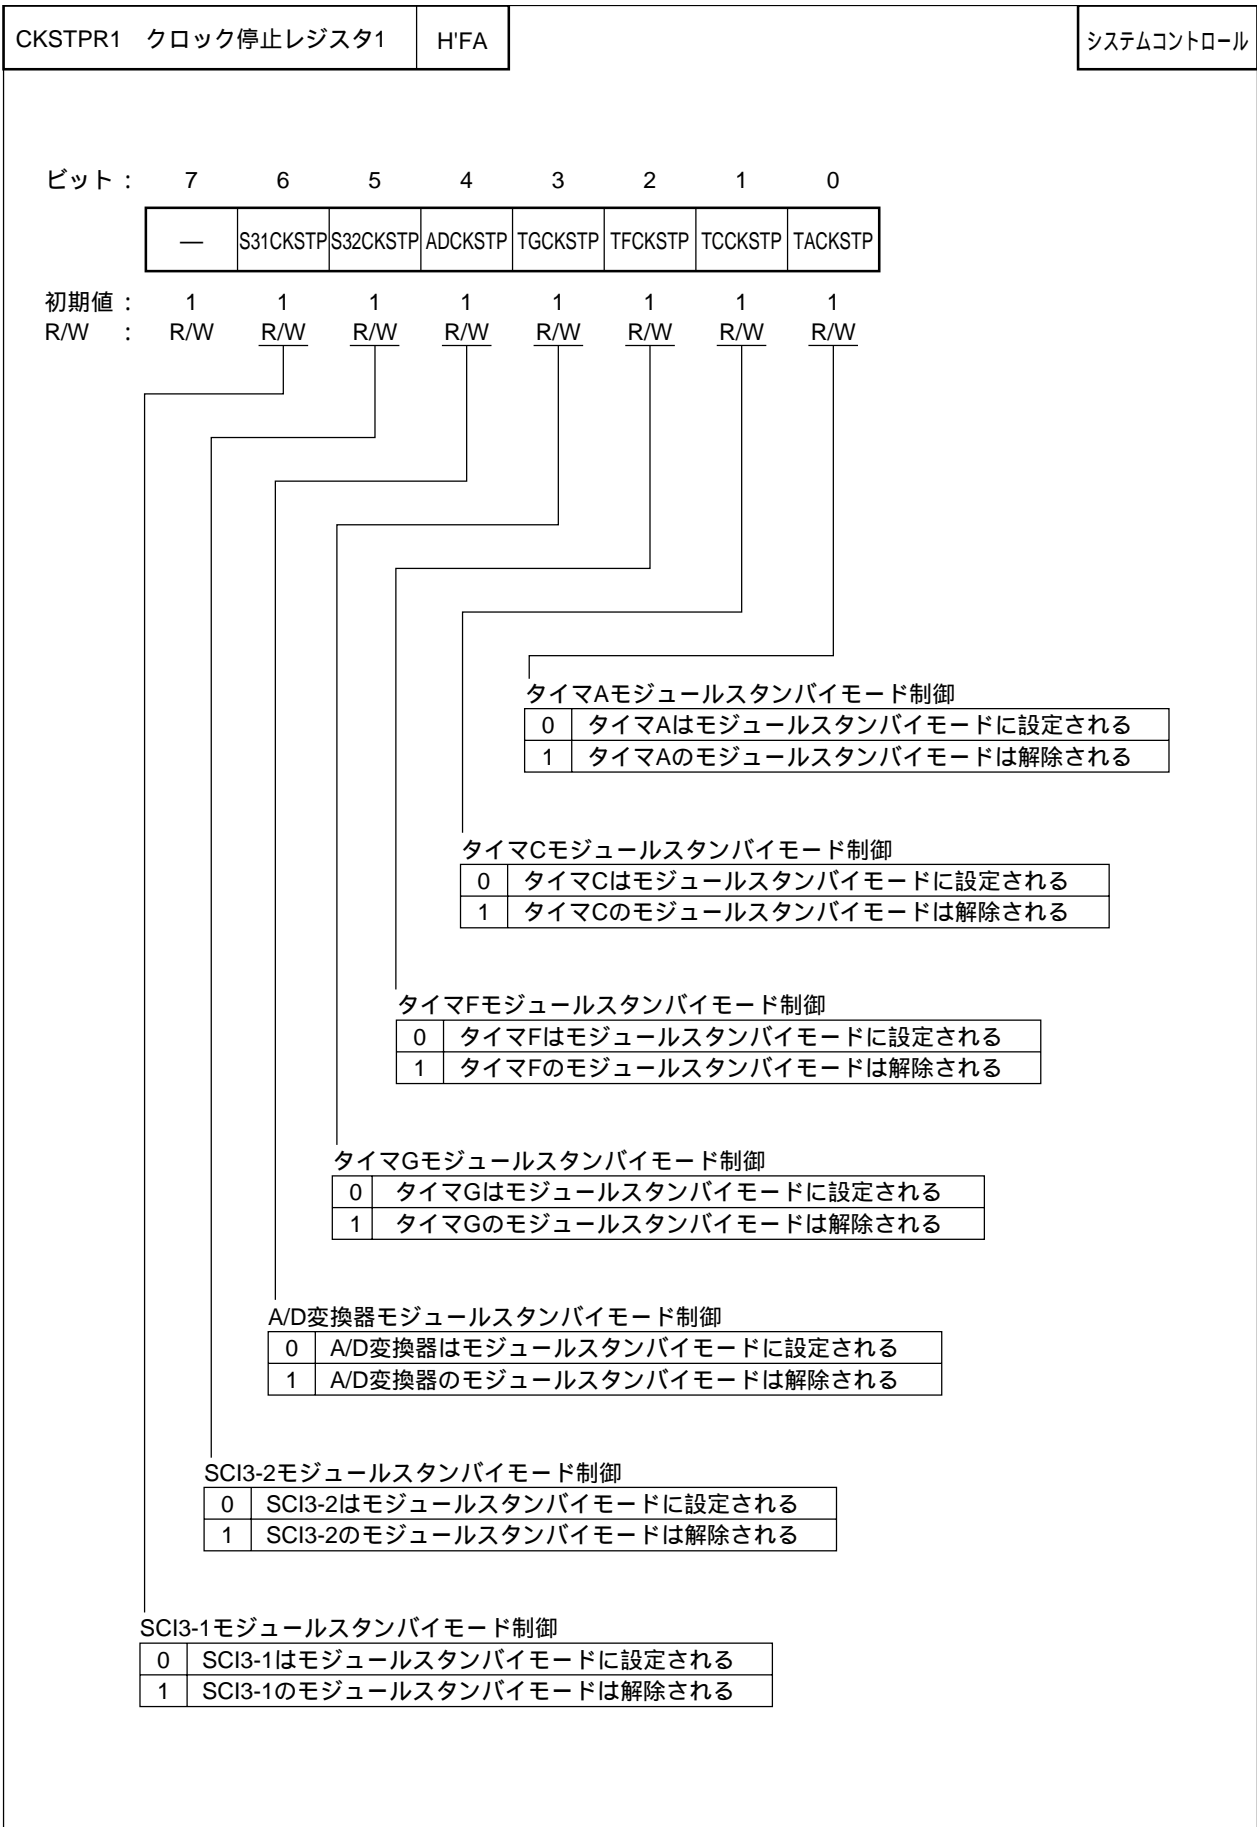 CKSTPR1 クロック停止レジスタ1 H'FA システムコントロール
ビット : 7 6 5 4 3 2 1 0
— S31CKSTP S32CKSTP ADCKSTP TGCKSTP TFCKSTP TCCKSTP TACKSTP
初期値 : 1 1 1 1 1 1 1 1
R/W : R/W R/W R/W R/W R/W R/W R/W R/W
タイマAモジュールスタンバイモード制御
0 タイマAはモジュールスタンバイモードに設定される
1 タイマAのモジュールスタンバイモードは解除される
タイマCモジュールスタンバイモード制御
0 タイマCはモジュールスタンバイモードに設定される
1 タイマCのモジュールスタンバイモードは解除される
タイマFモジュールスタンバイモード制御
0 タイマFはモジュールスタンバイモードに設定される
1 タイマFのモジュールスタンバイモードは解除される
タイマGモジュールスタンバイモード制御
0 タイマGはモジュールスタンバイモードに設定される
1 タイマGのモジュールスタンバイモードは解除される
A/D変換器モジュールスタンバイモード制御
0 A/D変換器はモジュールスタンバイモードに設定される
1 A/D変換器のモジュールスタンバイモードは解除される
SCI3-2モジュールスタンバイモード制御
0 SCI3-2はモジュールスタンバイモードに設定される
1 SCI3-2のモジュールスタンバイモードは解除される
SCI3-1モジュールスタンバイモード制御
0 SCI3-1はモジュールスタンバイモードに設定される
1 SCI3-1のモジュールスタンバイモードは解除される